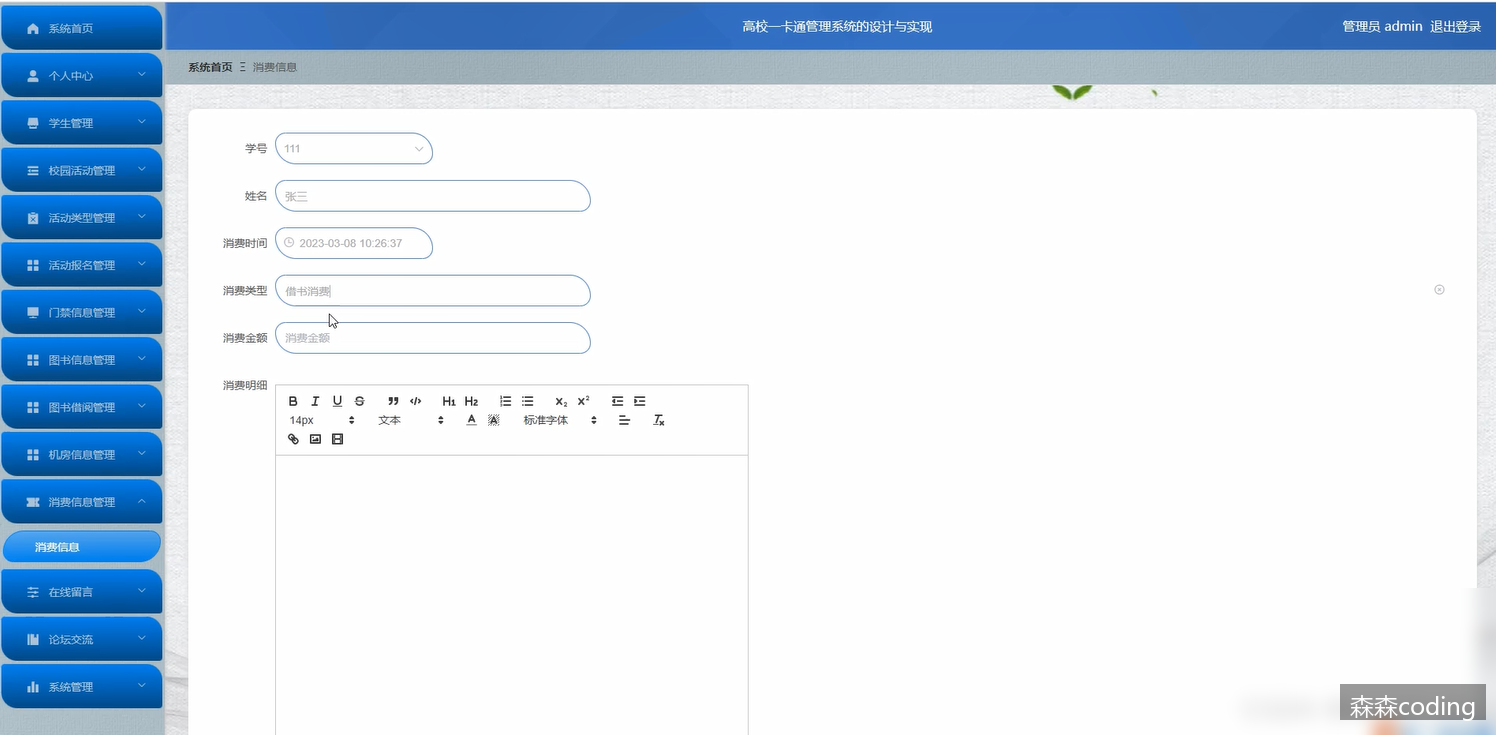 高校一卡通管理系统的设计与实现
管理员 admin 退出登录
系统首页
个人中心
学生管理
校园活动管理
活动类型管理
活动报名管理
门禁信息管理
图书信息管理
图书借阅管理
机房信息管理
消费信息管理
消费信息
在线留言
论坛交流
系统管理
系统首页 Ξ 消费信息
学号 111
姓名 张三
消费时间 2023-03-08 10:26:37
消费类型 借书消费
消费金额 消费金额
消费明细
B I U S ” </> H1 H2 x₂ x²
14px 文本 A A 标准字体 Tx
森森coding